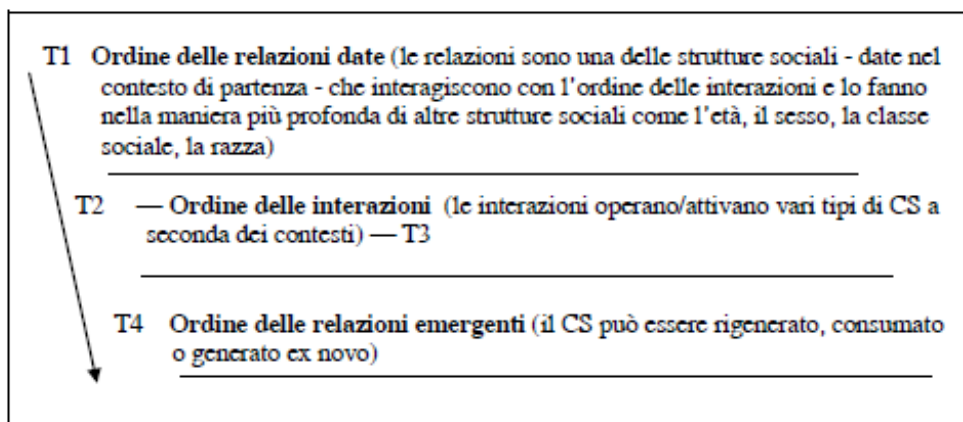 T1 Ordine delle relazioni date (le relazioni sono una delle strutture sociali - date nel
contesto di partenza - che interagiscono con l'ordine delle interazioni e lo fanno
nella maniera più profonda di altre strutture sociali come l'età, il sesso, la classe
sociale, la razza)
T2 — Ordine delle interazioni (le interazioni operano/attivano vari tipi di CS a
seconda dei contesti) — T3
T4 Ordine delle relazioni emergenti (il CS può essere rigenerato, consumato
o generato ex novo)